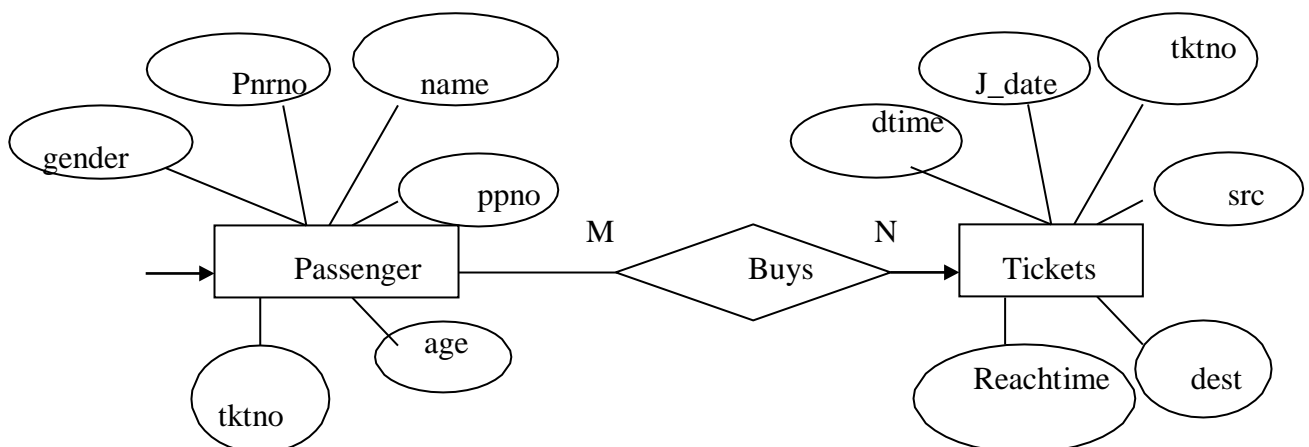 Pnrno
name
gender
ppno
M
Passenger
age
tktno
tktno
J_date
dtime
src
N
Buys
Tickets
Reachtime
dest